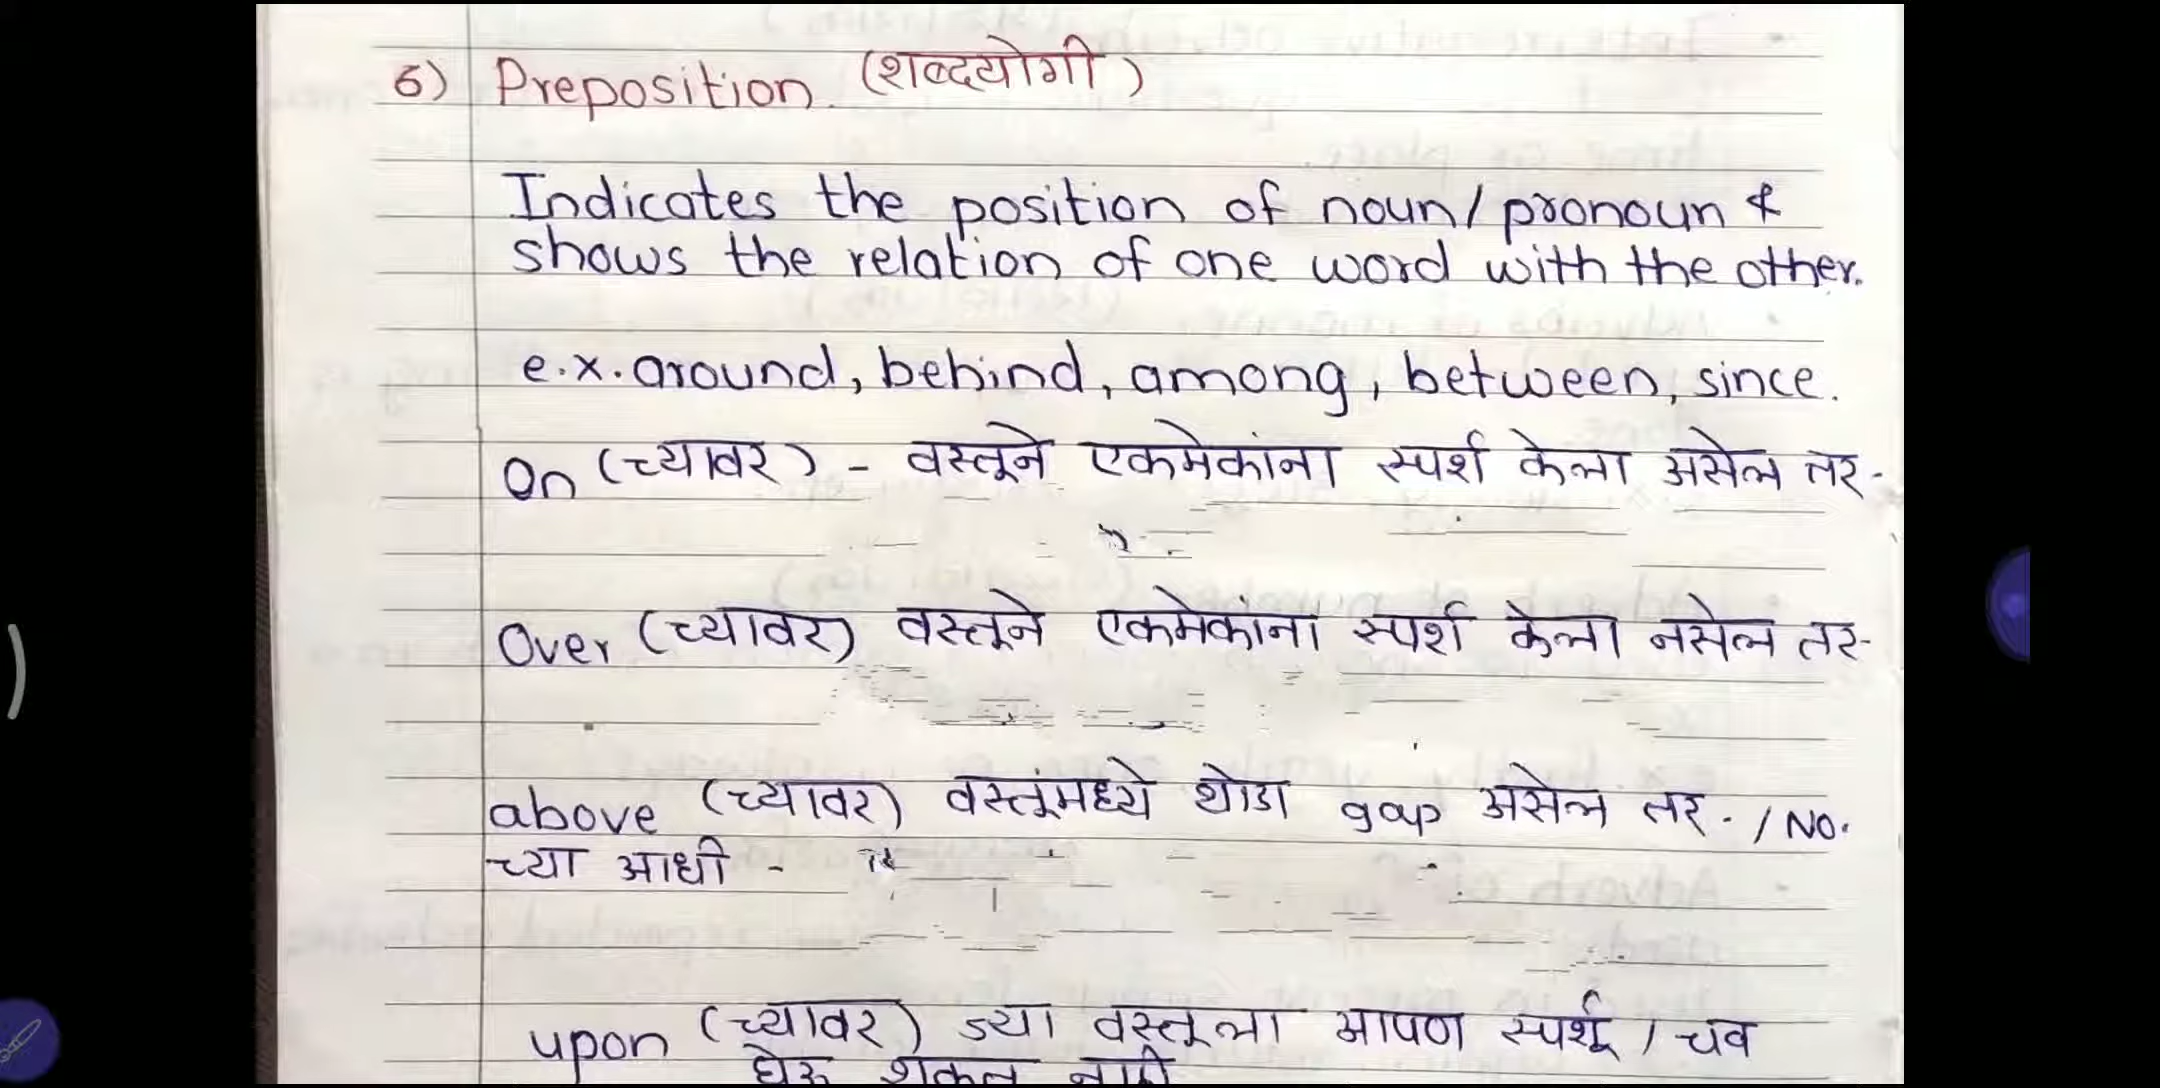 6) Preposition. (शब्दयोगी)
Indicates the position of noun/pronoun &
shows the relation of one word with the other.
e.x. around, behind, among, between, since.
On (च्यावर) - वस्तूने एकमेकांना स्पर्श केला असेल तर-
Over (च्यावर) वस्तूने एकमेकांना स्पर्श केला नसेल तर-
above (च्यावर) वस्तूंमध्ये थोडा gap असेल तर. / No.
च्या आधी -
upon (च्यावर) ज्या वस्तूला आपण स्पर्श / चव
घेऊ शकत नाही